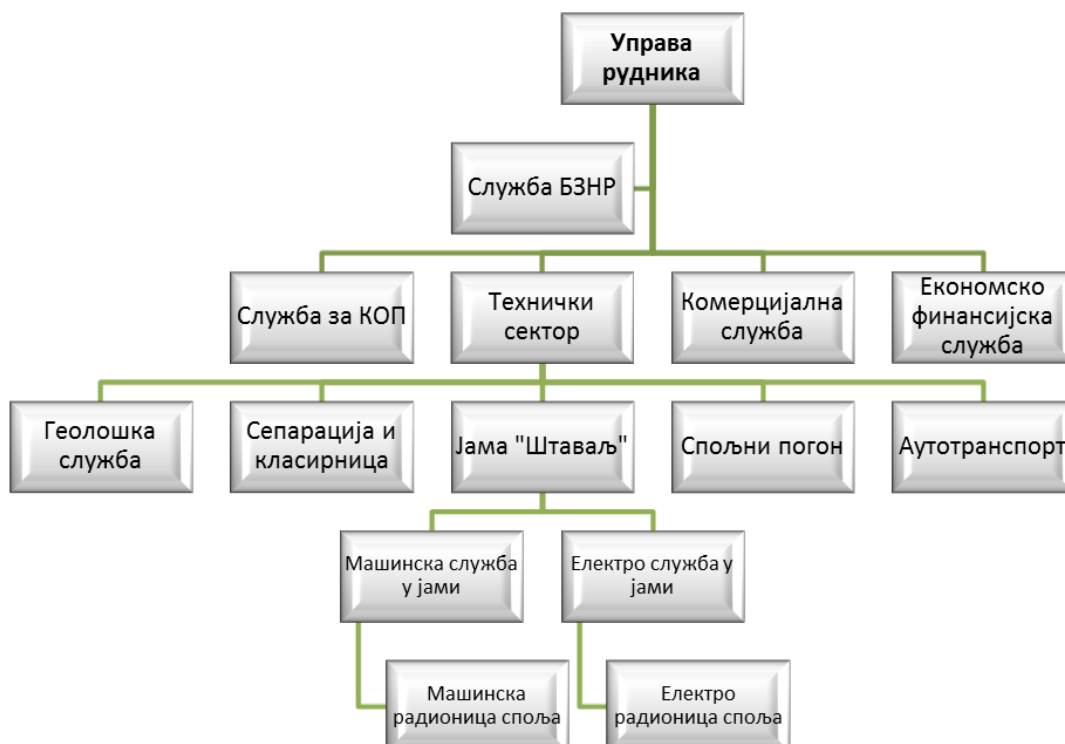 Управа
рудника
Служба БЗНР
Служба за КОП
Технички
сектор
Комерцијална
служба
Економско
финансијска
служба
Геолошка
служба
Сепарација и
класирница
Јама "Штаваљ"
Спољни погон
Аутотранспорт
Машинска служба
у јами
Електро служба у
јами
Машинска
радионица споља
Електро
радионица споља